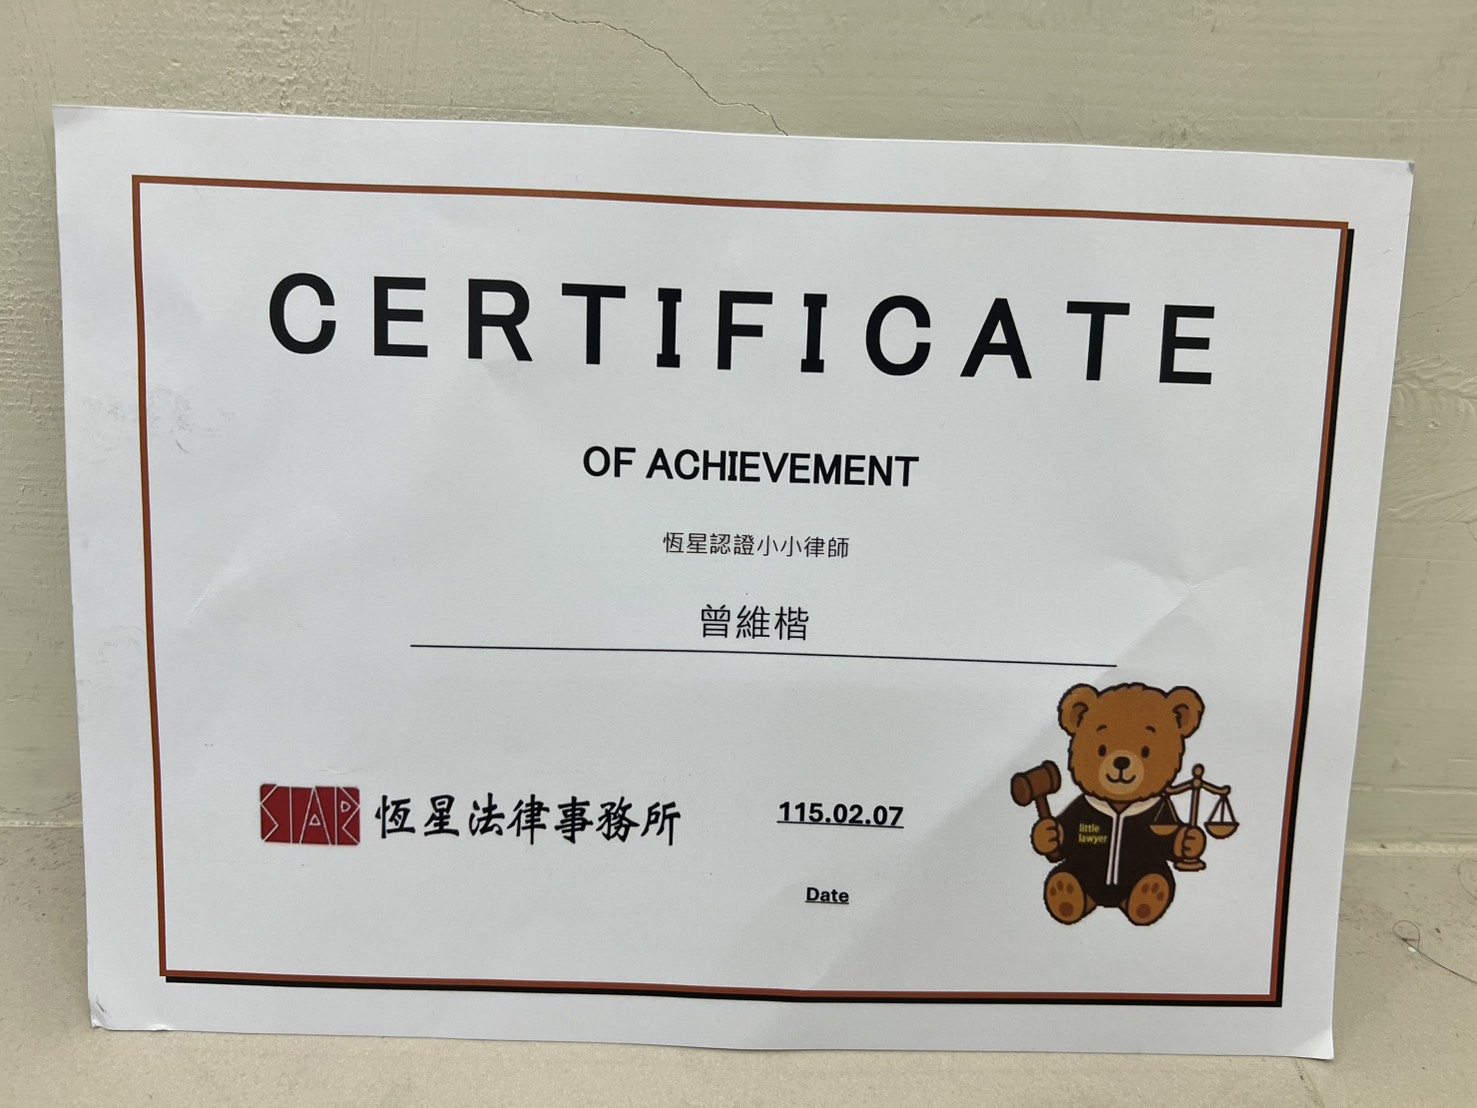 CERTIFICATE
OF ACHIEVEMENT
恆星認證小小律師
曾維楷
STAR 恆星法律事務所
115.02.07
Date
little
lawyer